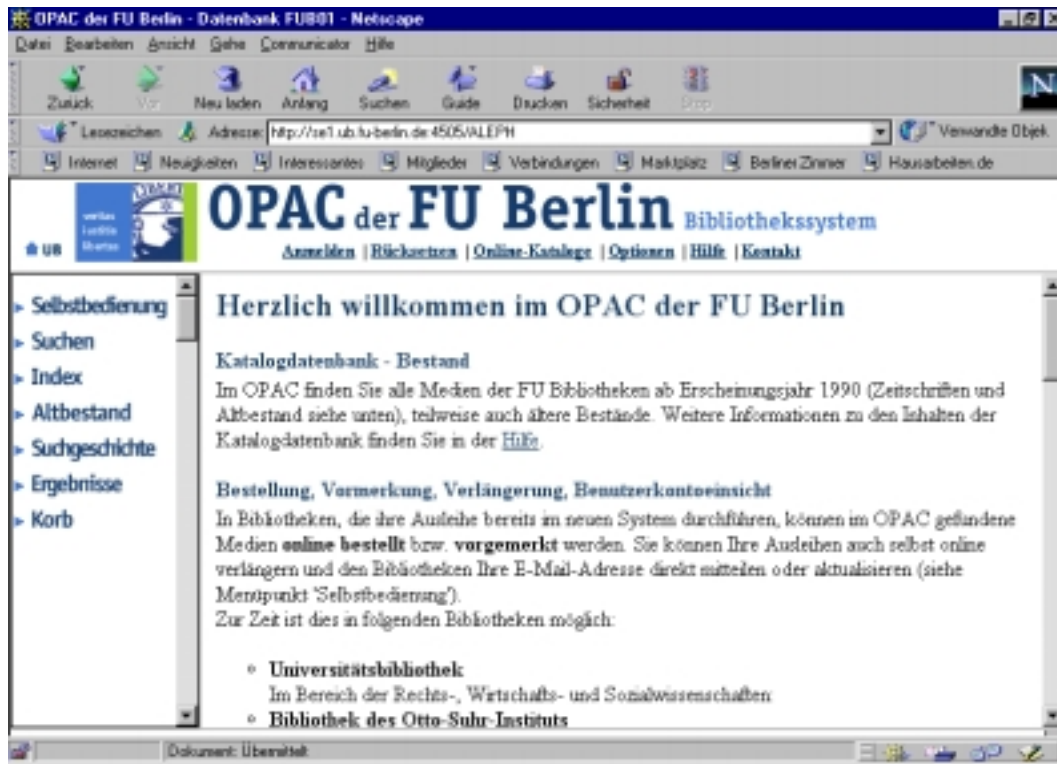 OPAC der FU Berlin - Datenbank FUB01 - Netscape
Datei Bearbeiten Ansicht Gehe Communicator Hilfe
Zurück Vor Neu laden Anfang Suchen Guide Drucken Sicherheit Stop
Lesezeichen Adresse: http://se1.ub.fu-berlin.de:4505/ALEPH Verwandte Objek
Internet Neuigkeiten Interessantes Mitglieder Verbindungen Marktplatz Berliner Zimmer Hausarbeiten.de
veritas
iustitia
libertas
UB
OPAC der FU Berlin Bibliothekssystem
Anmelden | Rücksetzen | Online-Kataloge | Optionen | Hilfe | Kontakt
Selbstbedienung
Suchen
Index
Altbestand
Suchgeschichte
Ergebnisse
Korb
Herzlich willkommen im OPAC der FU Berlin
Katalogdatenbank - Bestand
Im OPAC finden Sie alle Medien der FU Bibliotheken ab Erscheinungsjahr 1990 (Zeitschriften und
Altbestand siehe unten), teilweise auch ältere Bestände. Weitere Informationen zu den Inhalten der
Katalogdatenbank finden Sie in der Hilfe.
Bestellung, Vormerkung, Verlängerung, Benutzerkontoeinsicht
In Bibliotheken, die ihre Ausleihe bereits im neuen System durchführen, können im OPAC gefundene
Medien online bestellt bzw. vorgemerkt werden. Sie können Ihre Ausleihen auch selbst online
verlängern und den Bibliotheken Ihre E-Mail-Adresse direkt mitteilen oder aktualisieren (siehe
Menüpunkt 'Selbstbedienung').
Zur Zeit ist dies in folgenden Bibliotheken möglich:
Universitätsbibliothek
Im Bereich der Rechts-, Wirtschafts- und Sozialwissenschaften:
Bibliothek des Otto-Suhr-Instituts
Dokument: Übermittelt